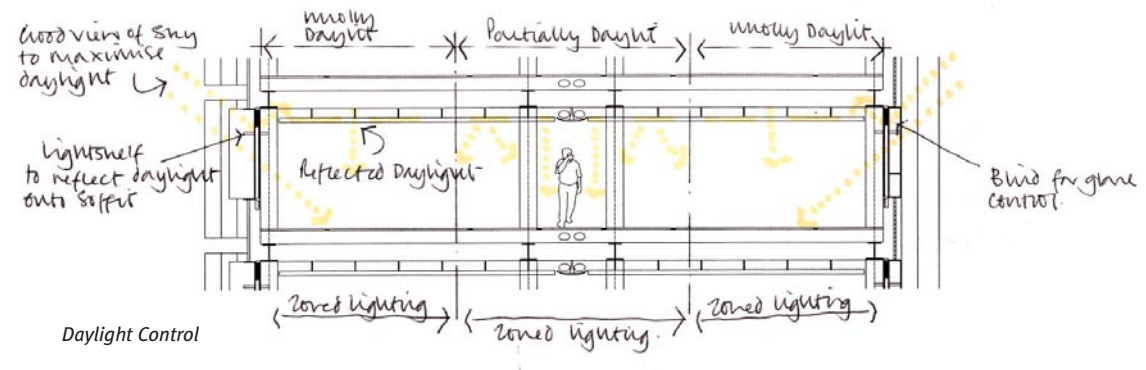 Good view of Sky
to maximise
daylight
Wholly
Daylit
Partially Daylit
Wholly Daylit
Lightshelf
to reflect daylight
onto Soffit
Reflected Daylight
Blind for glare
control.
Zoned lighting
Zoned lighting.
Zoned lighting
Daylight Control